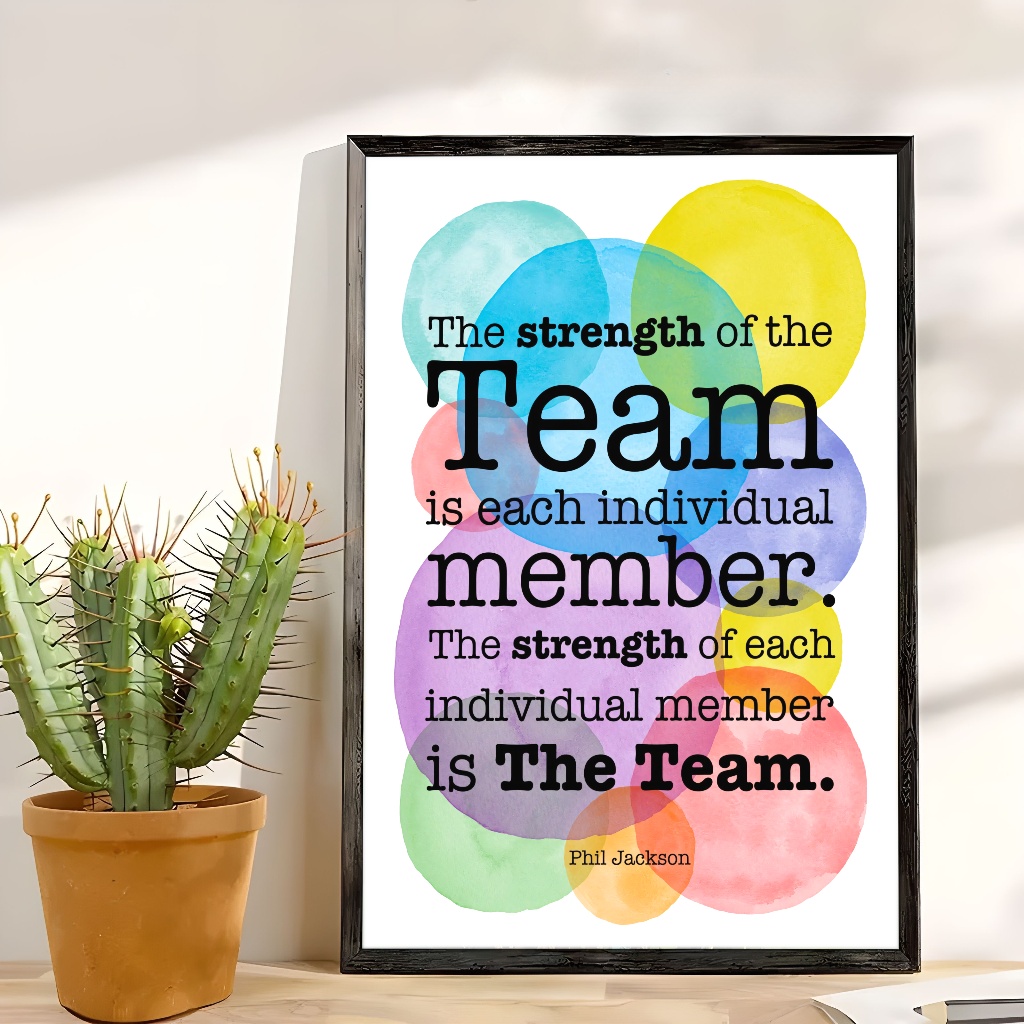 The strength of the
Team
is each individual
member.
The strength of each
individual member
is The Team.
Phil Jackson